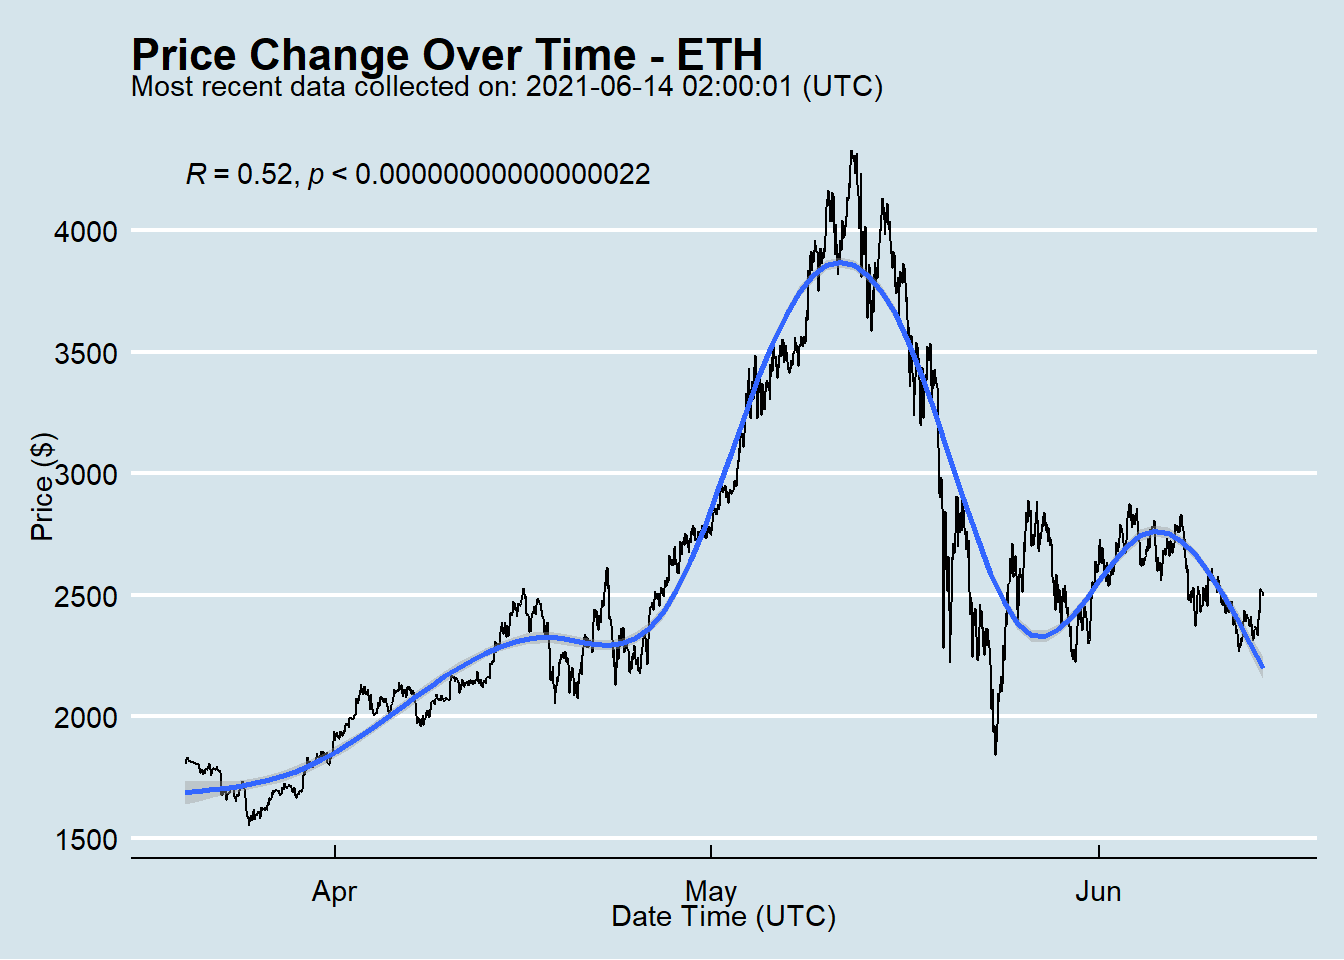 Price Change Over Time - ETH
Most recent data collected on: 2021-06-14 02:00:01 (UTC)
R = 0.52, p < 0.00000000000000022
4000
3500
3000
2500
2000
1500
Price ($)
Apr May Jun
Date Time (UTC)